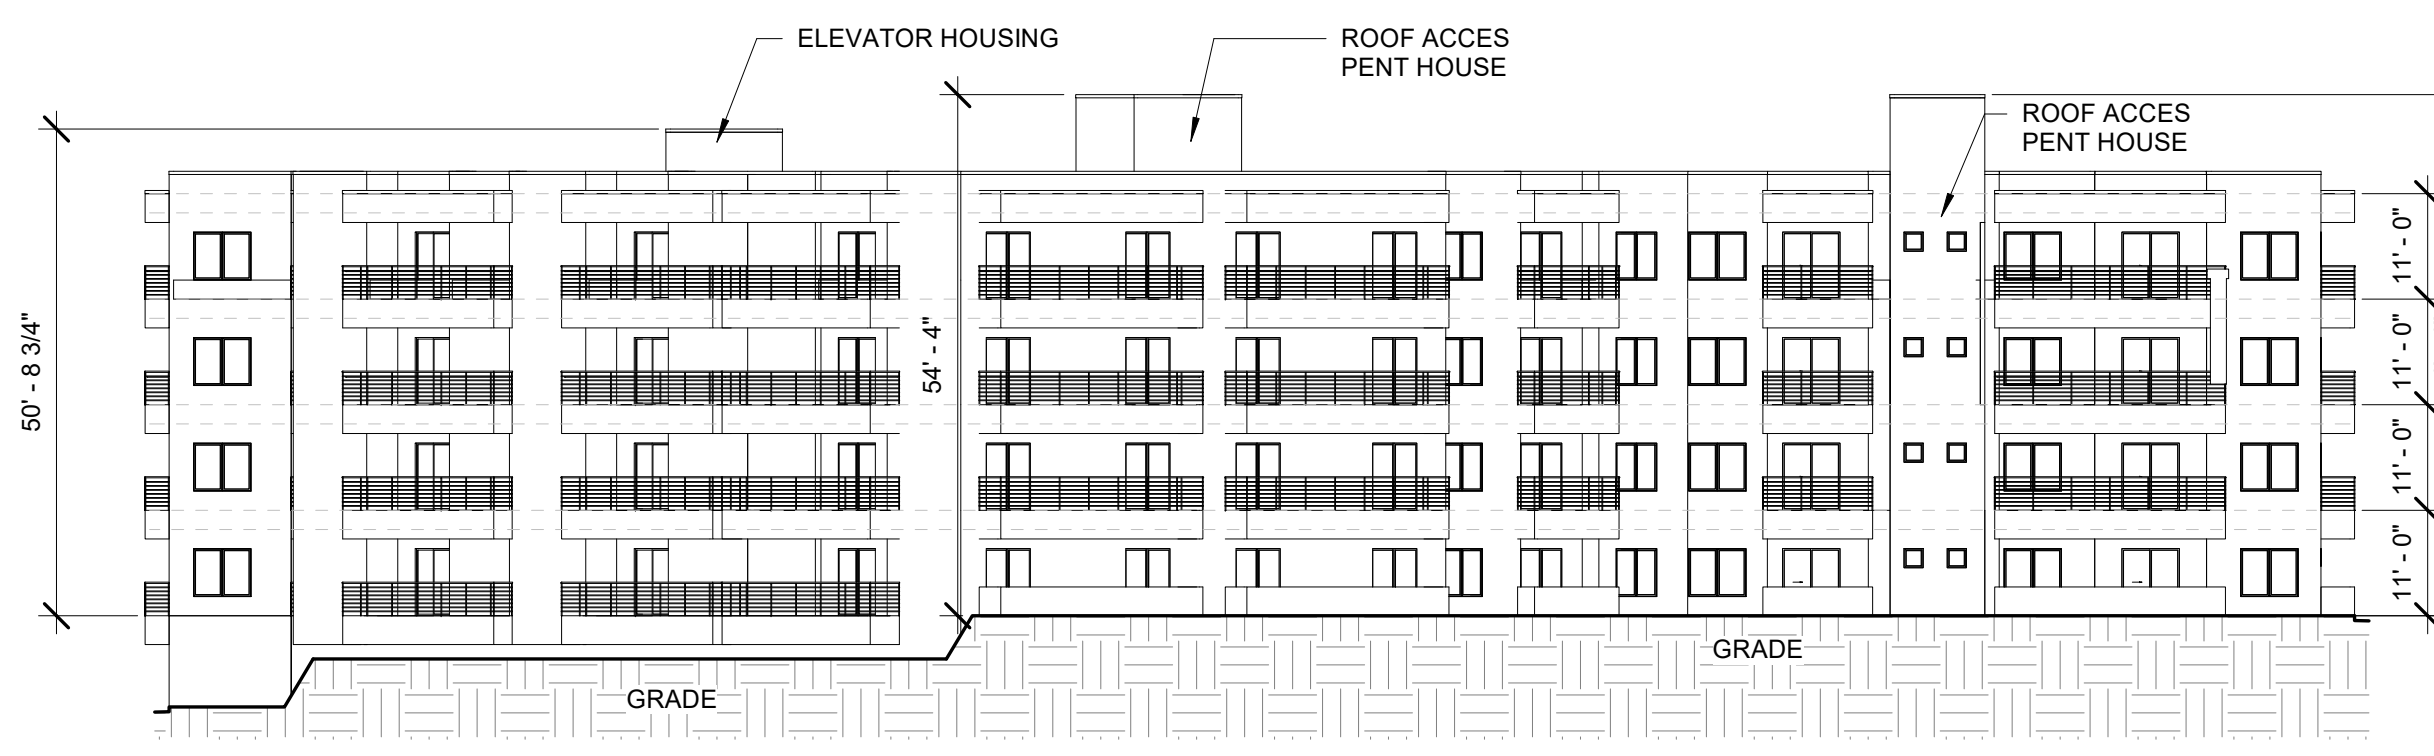 ELEVATOR HOUSING
ROOF ACCES
PENT HOUSE
ROOF ACCES
PENT HOUSE
50' - 8 3/4"
54' - 4"
11' - 0"
11' - 0"
11' - 0"
11' - 0"
GRADE
GRADE